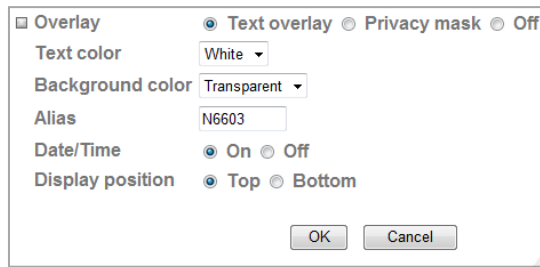 Overlay Text overlay Privacy mask Off
Text color White
Background color Transparent
Alias N6603
Date/Time On Off
Display position Top Bottom
OK Cancel